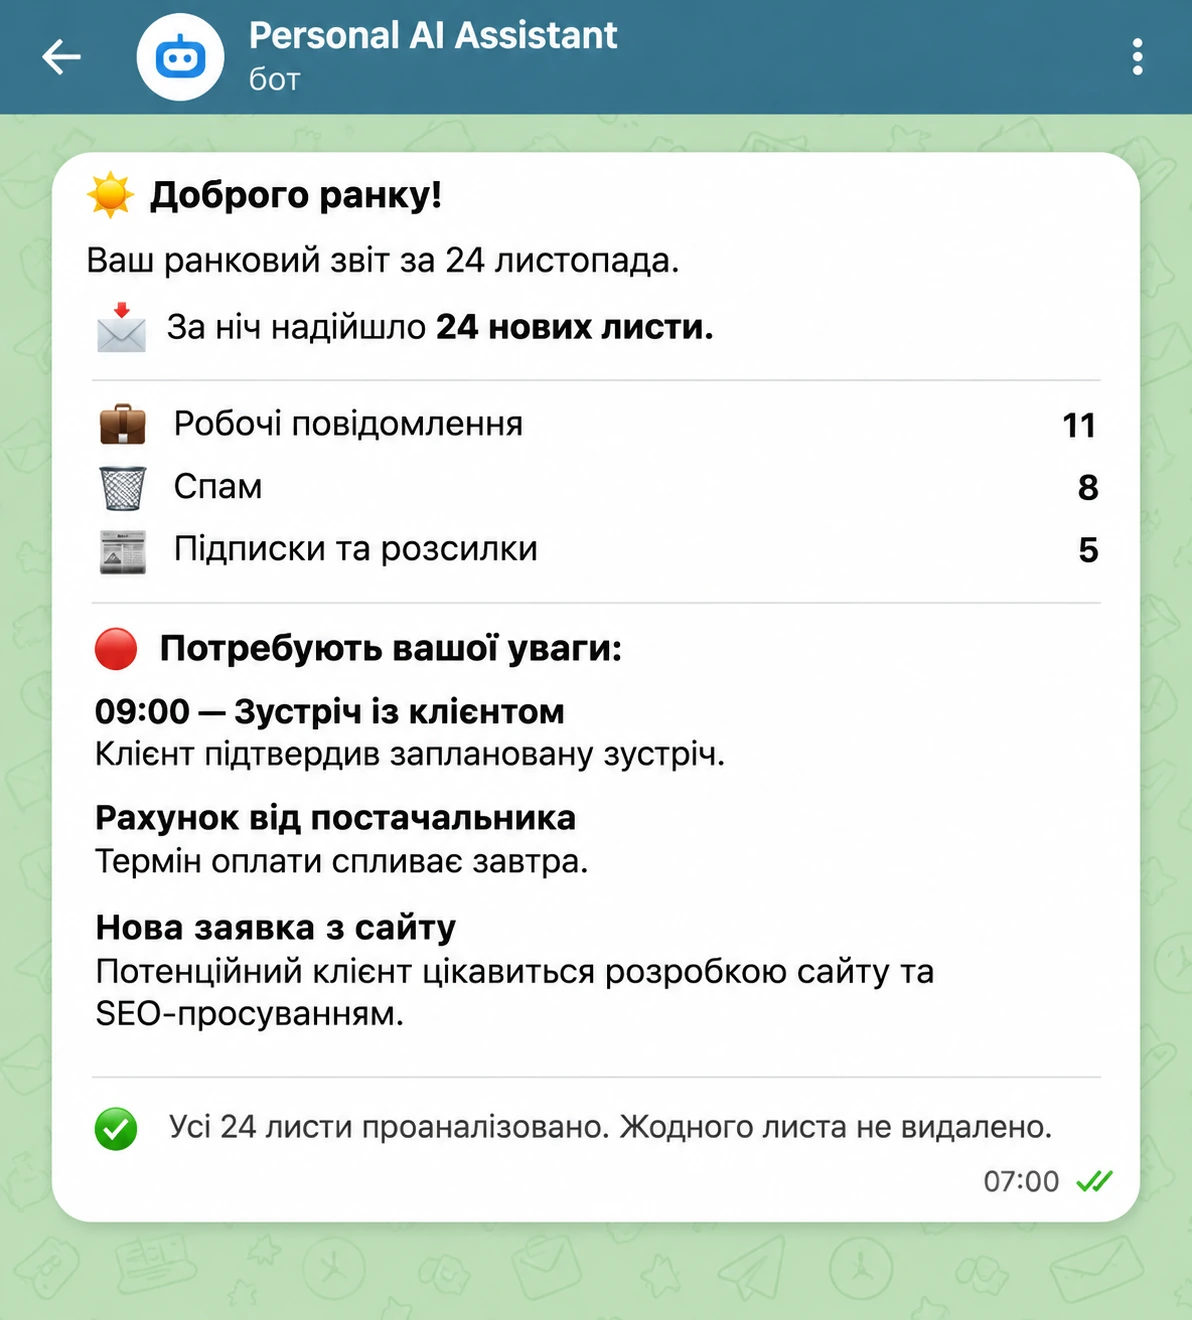 Personal AI Assistant
бот
Доброго ранку!
Ваш ранковий звіт за 24 листопада.
За ніч надійшло 24 нових листи.
Робочі повідомлення 11
Спам 8
Підписки та розсилки 5
Потребують вашої уваги:
09:00 — Зустріч із клієнтом
Клієнт підтвердив заплановану зустріч.
Рахунок від постачальника
Термін оплати спливає завтра.
Нова заявка з сайту
Потенційний клієнт цікавиться розробкою сайту та
SEO-просуванням.
Усі 24 листи проаналізовано. Жодного листа не видалено.
07:00